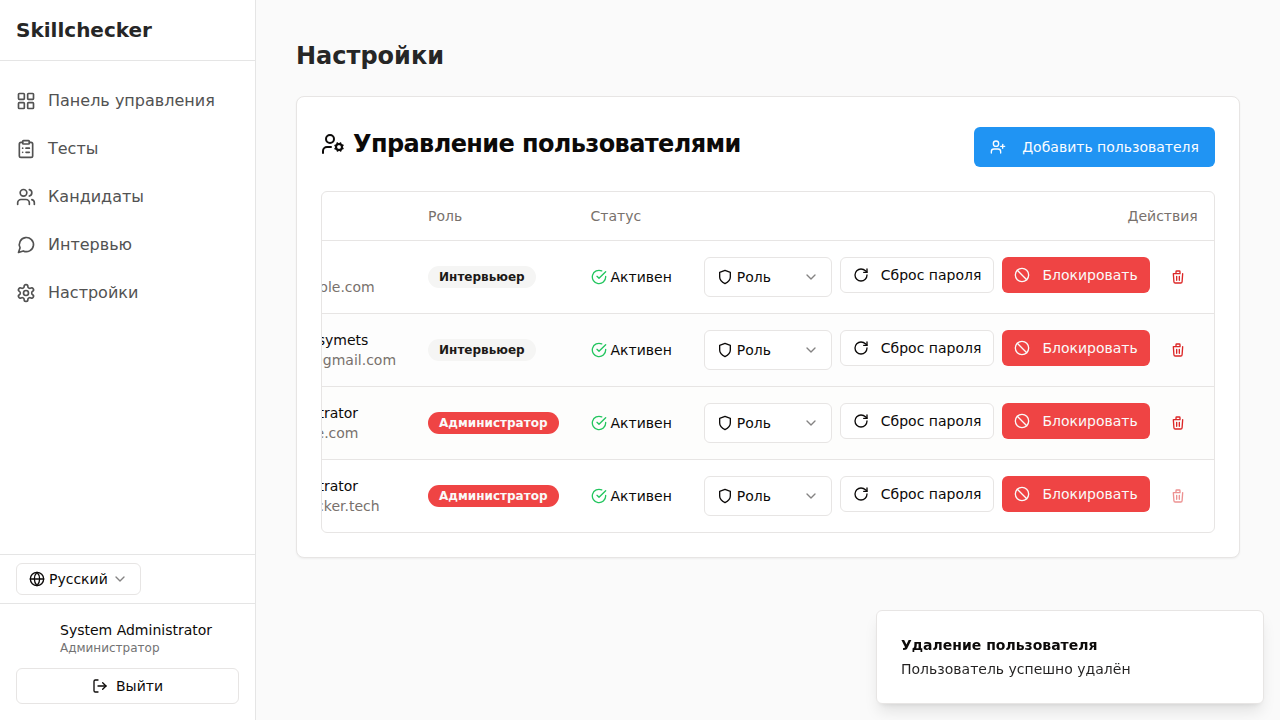 Skillchecker
Панель управления
Тесты
Кандидаты
Интервью
Настройки
Русский
System Administrator
Администратор
Выйти
Настройки
Управление пользователями
Добавить пользователя
Роль Статус Действия
ple.com Интервьюер Активен Роль Сброс пароля Блокировать
symets
gmail.com Интервьюер Активен Роль Сброс пароля Блокировать
trator
e.com Администратор Активен Роль Сброс пароля Блокировать
trator
cker.tech Администратор Активен Роль Сброс пароля Блокировать
Удаление пользователя
Пользователь успешно удалён